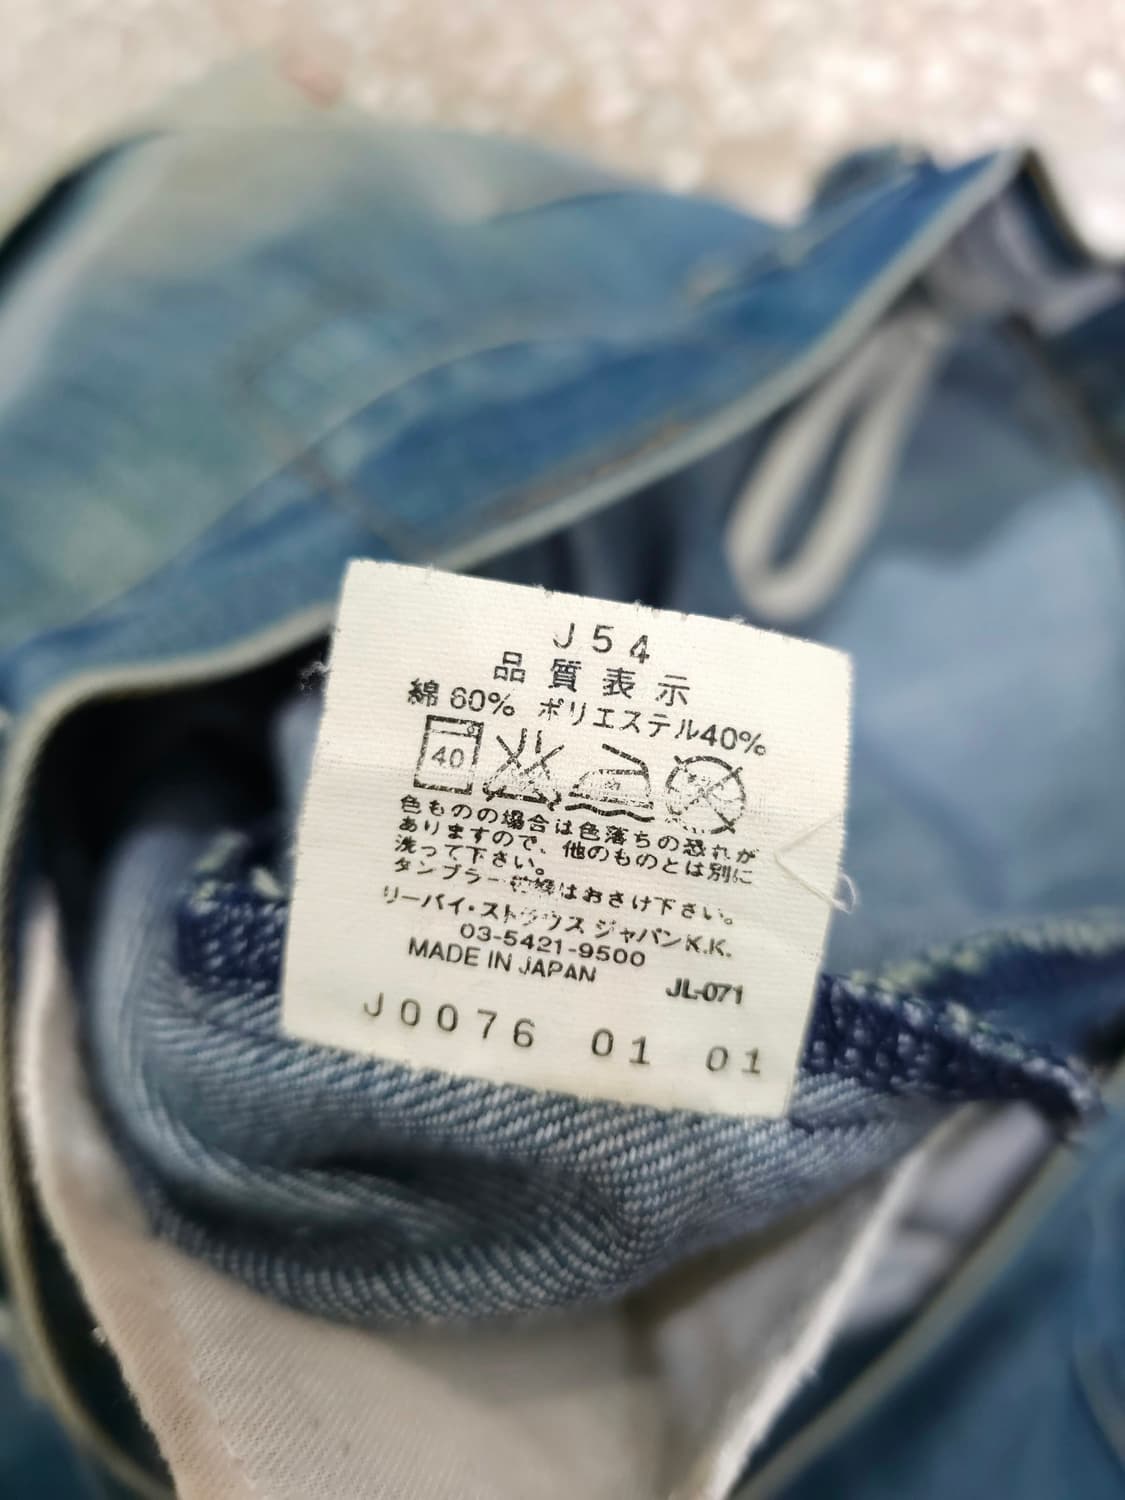 J54
品質表示
綿 60% ポリエステル40%
40
色ものの場合は色落ちの恐れが
ありますので、他のものとは別に
洗って下さい。
タンブラー乾燥はおさけ下さい。
リーバイ・ストラウス ジャパンK.K.
03-5421-9500
MADE IN JAPAN JL-071
J0076 01 01